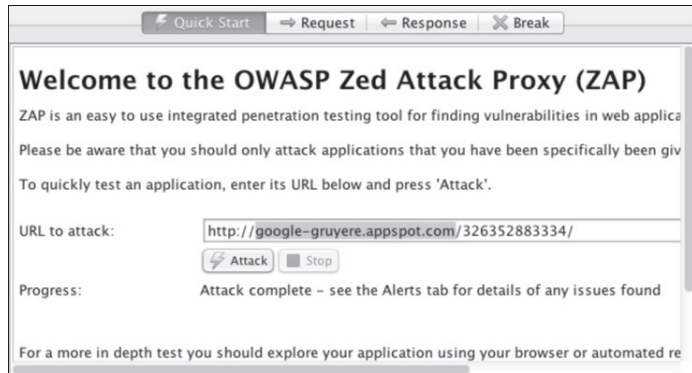 Quick Start Request Response Break
Welcome to the OWASP Zed Attack Proxy (ZAP)
ZAP is an easy to use integrated penetration testing tool for finding vulnerabilities in web applica
Please be aware that you should only attack applications that you have been specifically been giv
To quickly test an application, enter its URL below and press 'Attack'.
URL to attack: http://google-gruyere.appspot.com/326352883334/
Attack Stop
Progress: Attack complete – see the Alerts tab for details of any issues found
For a more in depth test you should explore your application using your browser or automated re